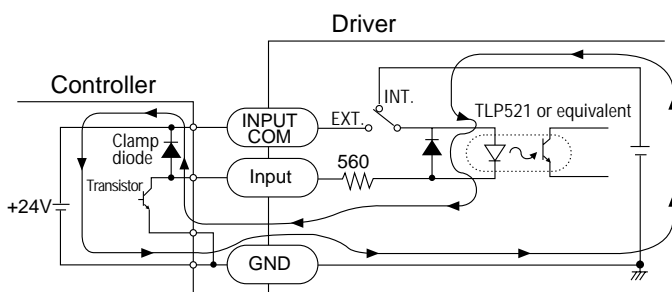 Driver
Controller
INT.
TLP521 or equivalent
INPUT
COM
EXT.
Clamp
diode
560
Input
Transistor
+24V
GND